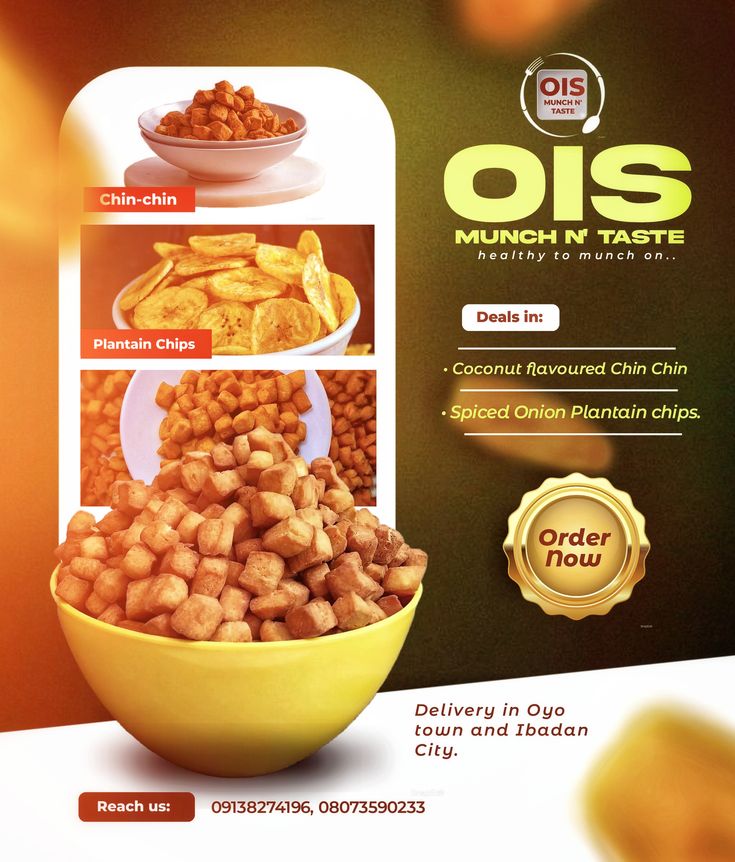 OIS
MUNCH N'
TASTE
OIS
MUNCH N' TASTE
healthy to munch on..
Chin-chin
Plantain Chips
Deals in:
• Coconut flavoured Chin Chin
• Spiced Onion Plantain chips.
Order
Now
Delivery in Oyo
town and Ibadan
City.
Reach us:
09138274196, 08073590233